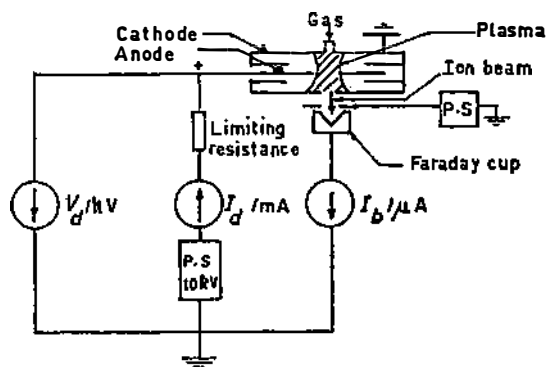 Gas
Cathode
Anode
Plasma
Ion beam
+
P.S
Limiting
resistance
Faraday cup
V_d/kV
I_d/mA
I_b/μA
P.S
10kV